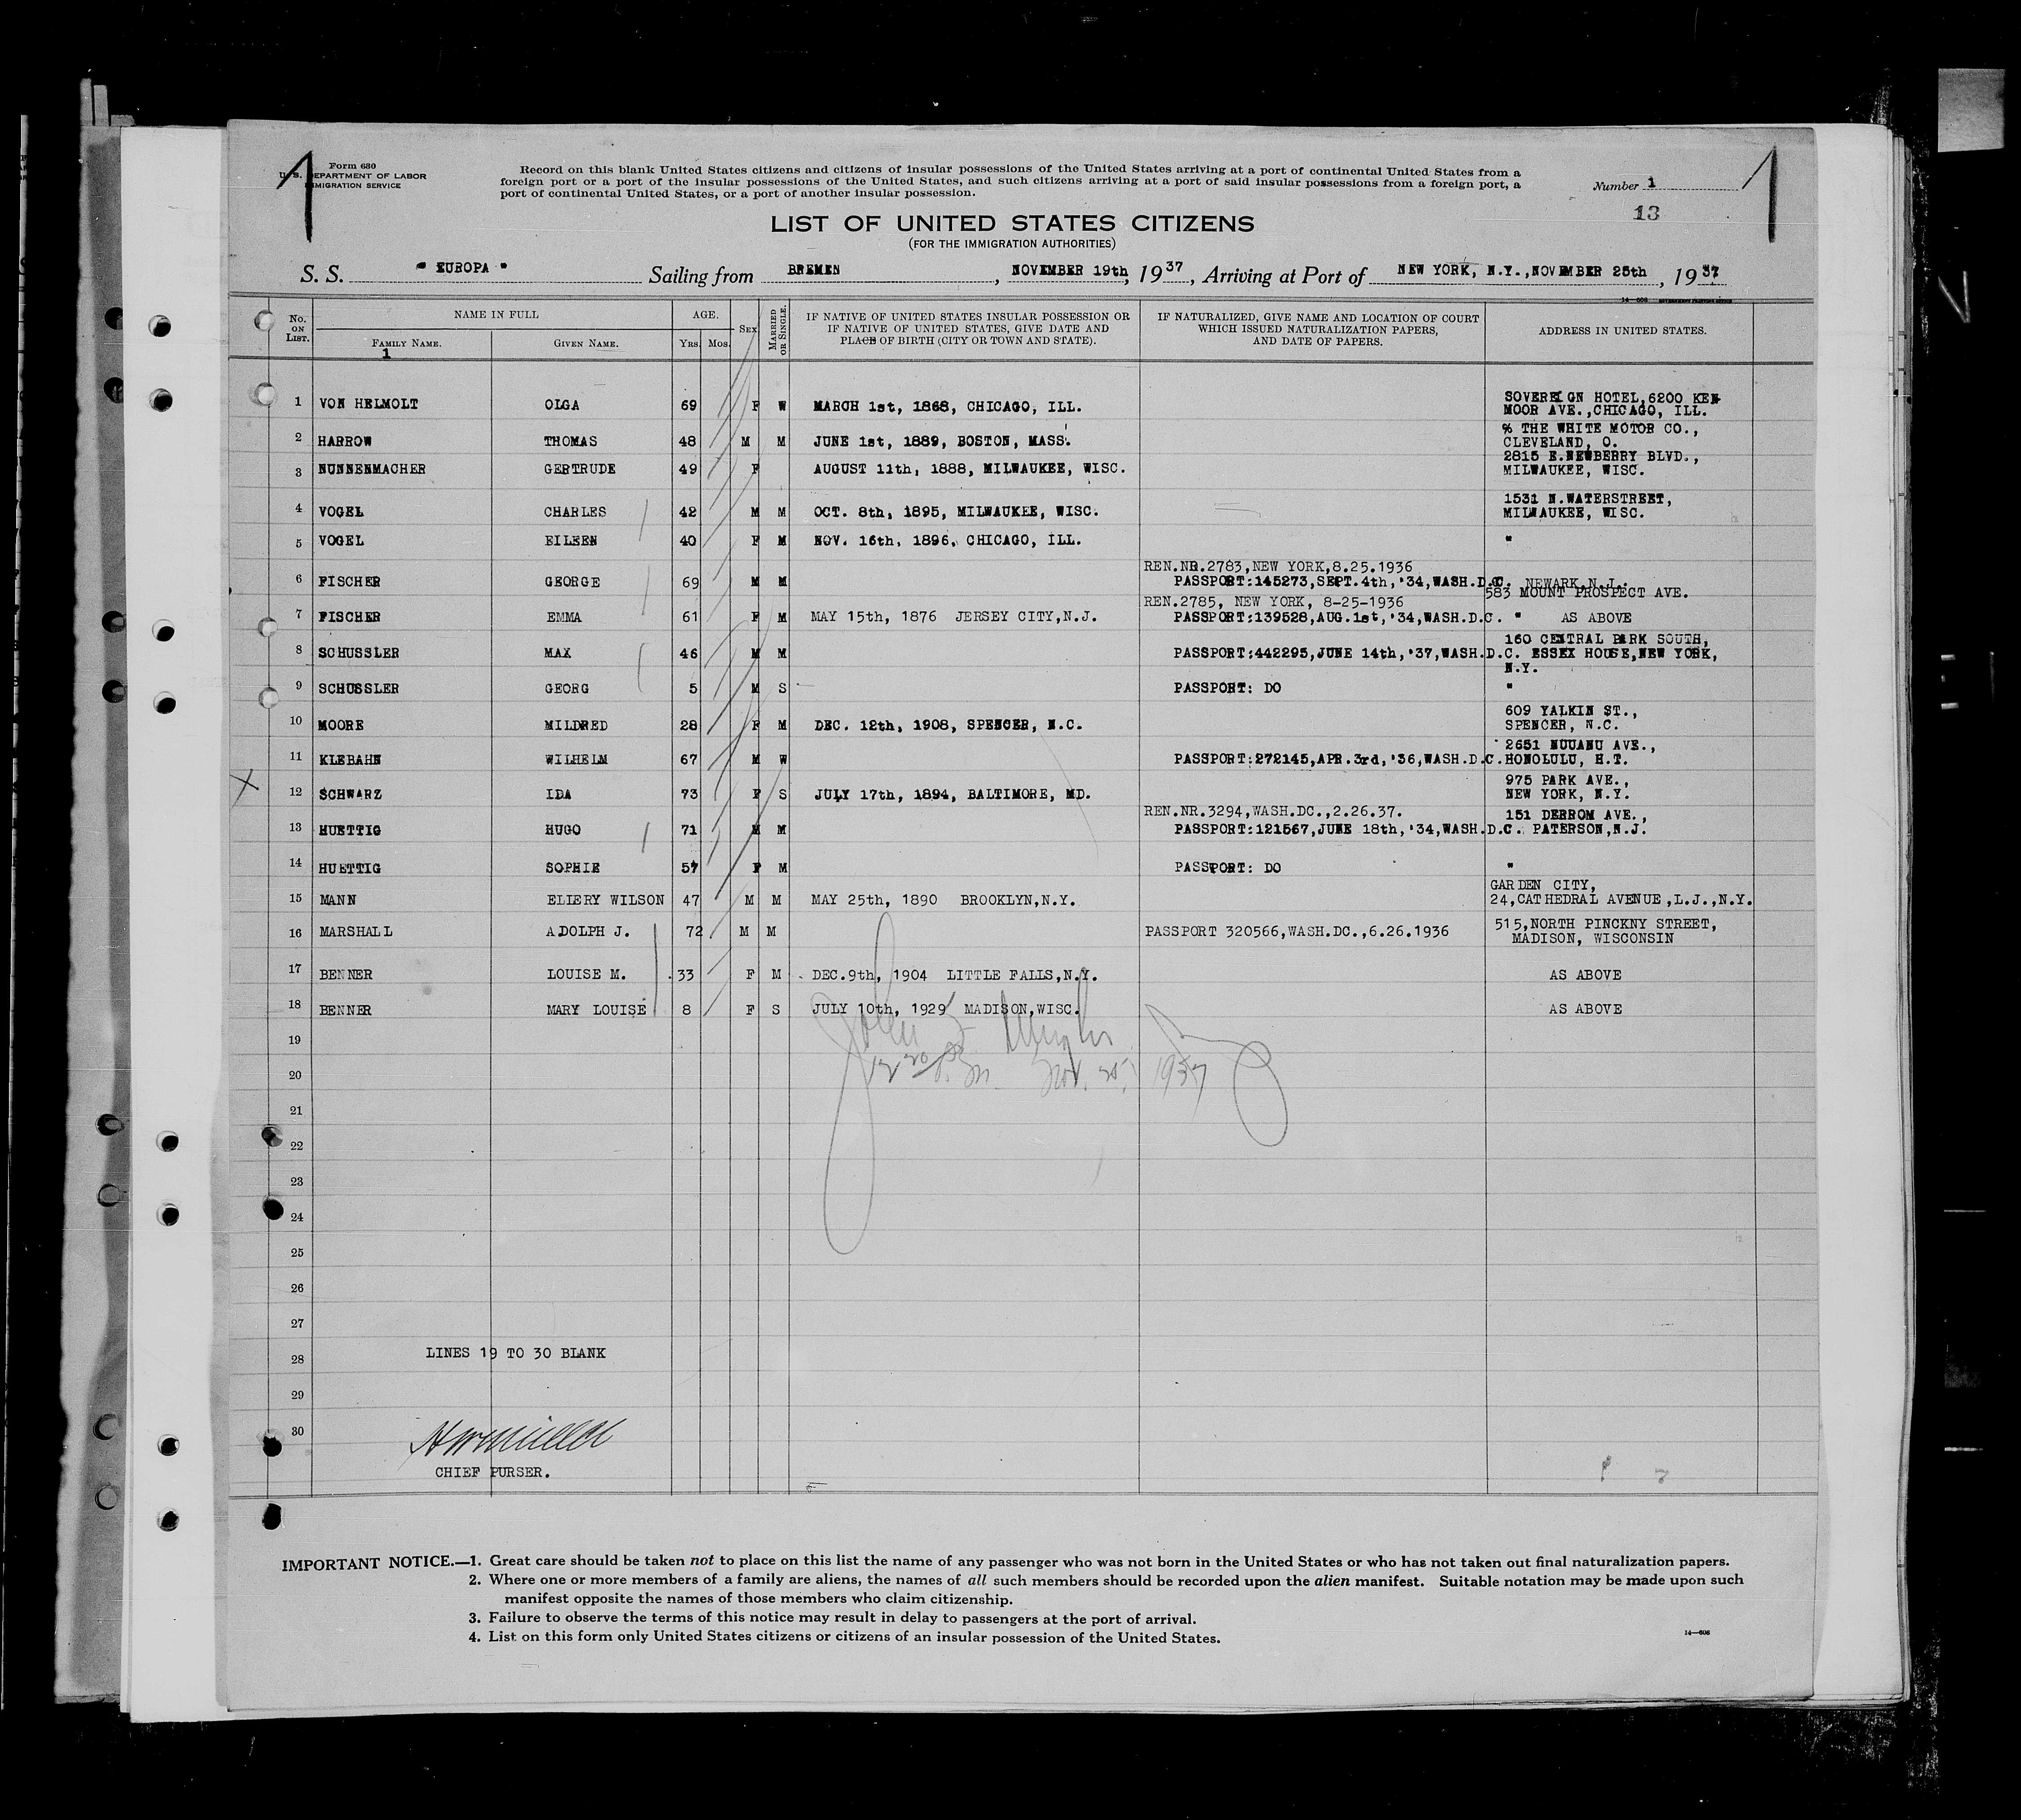 Form 680
U. S. DEPARTMENT OF LABOR
IMMIGRATION SERVICE
Record on this blank United States citizens and citizens of insular possessions of the United States arriving at a port of continental United States from a
foreign port or a port of the insular possessions of the United States, and such citizens arriving at a port of said insular possessions from a foreign port, a
port of continental United States, or a port of another insular possession.
Number 1
13
LIST OF UNITED STATES CITIZENS
(FOR THE IMMIGRATION AUTHORITIES)
S. S. " EUROPA " Sailing from BREMEN, NOVEMBER 19th, 1937, Arriving at Port of NEW YORK, N.Y.,NOVEMBER 25th, 1937
14—608
No. ON LIST.
NAME IN FULL
FAMILY NAME. GIVEN NAME.
AGE.
YRS. MOS.
SEX
MARRIED OR SINGLE.
IF NATIVE OF UNITED STATES INSULAR POSSESSION OR
IF NATIVE OF UNITED STATES, GIVE DATE AND
PLACE OF BIRTH (CITY OR TOWN AND STATE).
IF NATURALIZED, GIVE NAME AND LOCATION OF COURT
WHICH ISSUED NATURALIZATION PAPERS,
AND DATE OF PAPERS.
ADDRESS IN UNITED STATES.
1
1 VON HELMOLT OLGA 69 F W MARCH 1st, 1868, CHICAGO, ILL. SOVEREIGN HOTEL,6200 KEN
MOOR AVE.,CHICAGO, ILL.
2 HARROW THOMAS 48 M M JUNE 1st, 1889, BOSTON, MASS. % THE WHITE MOTOR CO.,
CLEVELAND, O.
3 NUNNENMACHER GERTRUDE 49 F AUGUST 11th, 1888, MILWAUKEE, WISC. 2815 E.NEWBERRY BLVD.,
MILWAUKEE, WISC.
4 VOGEL CHARLES 42 M M OCT. 8th, 1895, MILWAUKEE, WISC. 1531 N.WATERSTREET,
MILWAUKEE, WISC.
5 VOGEL EILEEN 40 F M NOV. 16th, 1896, CHICAGO, ILL. "
REN.NR.2783,NEW YORK,8.25.1936
6 FISCHER GEORGE 69 M M PASSPORT:145273,SEPT.4th,'34,WASH.D.C. NEWARK,N.J.
583 MOUNT PROSPECT AVE.
REN.2785, NEW YORK, 8-25-1936
7 FISCHER EMMA 61 F M MAY 15th, 1876 JERSEY CITY,N.J. PASSPORT:139528,AUG.1st,'34,WASH.D.C. " AS ABOVE
8 SCHUSSLER MAX 46 M M PASSPORT:442295,JUNE 14th,'37,WASH.D.C. 160 CENTRAL PARK SOUTH,
ESSEX HOUSE,NEW YORK,
N.Y.
9 SCHUSSLER GEORG 5 M S PASSPORT: DO "
10 MOORE MILDRED 28 F M DEC. 12th, 1908, SPENCER, N.C. 609 YALKIN ST.,
SPENCER, N.C.
11 KLEBAHN WILHELM 67 M W PASSPORT:272145,APR.3rd,'36,WASH.D.C. 2651 NUUANU AVE.,
HONOLULU, H.T.
X
12 SCHWARZ IDA 73 F S JULY 17th, 1894, BALTIMORE, MD. 975 PARK AVE.,
NEW YORK, N.Y.
REN.NR.3294,WASH.DC.,2.26.37.
13 HUETTIG HUGO 71 M M PASSPORT:121567,JUNE 18th,'34,WASH.D.C. 151 DERROM AVE.,
PATERSON,N.J.
14 HUETTIG SOPHIE 57 F M PASSPORT: DO "
15 MANN ELIERY WILSON 47 M M MAY 25th, 1890 BROOKLYN,N.Y. GARDEN CITY,
24,CATHEDRAL AVENUE,L.J.,N.Y.
16 MARSHALL ADOLPH J. 72 M M PASSPORT 320566,WASH.DC.,6.26.1936 515,NORTH PINCKNY STREET,
MADISON, WISCONSIN
17 BENNER LOUISE M. 33 F M DEC.9th, 1904 LITTLE FALLS,N.Y. AS ABOVE
18 BENNER MARY LOUISE 8 F S JULY 10th, 1929 MADISON,WISC. AS ABOVE
19
John
20
Nov. 25, 1937
21
22
23
24
25
26
27
28 LINES 19 TO 30 BLANK
29
30
CHIEF PURSER.
IMPORTANT NOTICE.—1. Great care should be taken not to place on this list the name of any passenger who was not born in the United States or who has not taken out final naturalization papers.
2. Where one or more members of a family are aliens, the names of all such members should be recorded upon the alien manifest. Suitable notation may be made upon such
manifest opposite the names of those members who claim citizenship.
3. Failure to observe the terms of this notice may result in delay to passengers at the port of arrival.
4. List on this form only United States citizens or citizens of an insular possession of the United States.
14—608